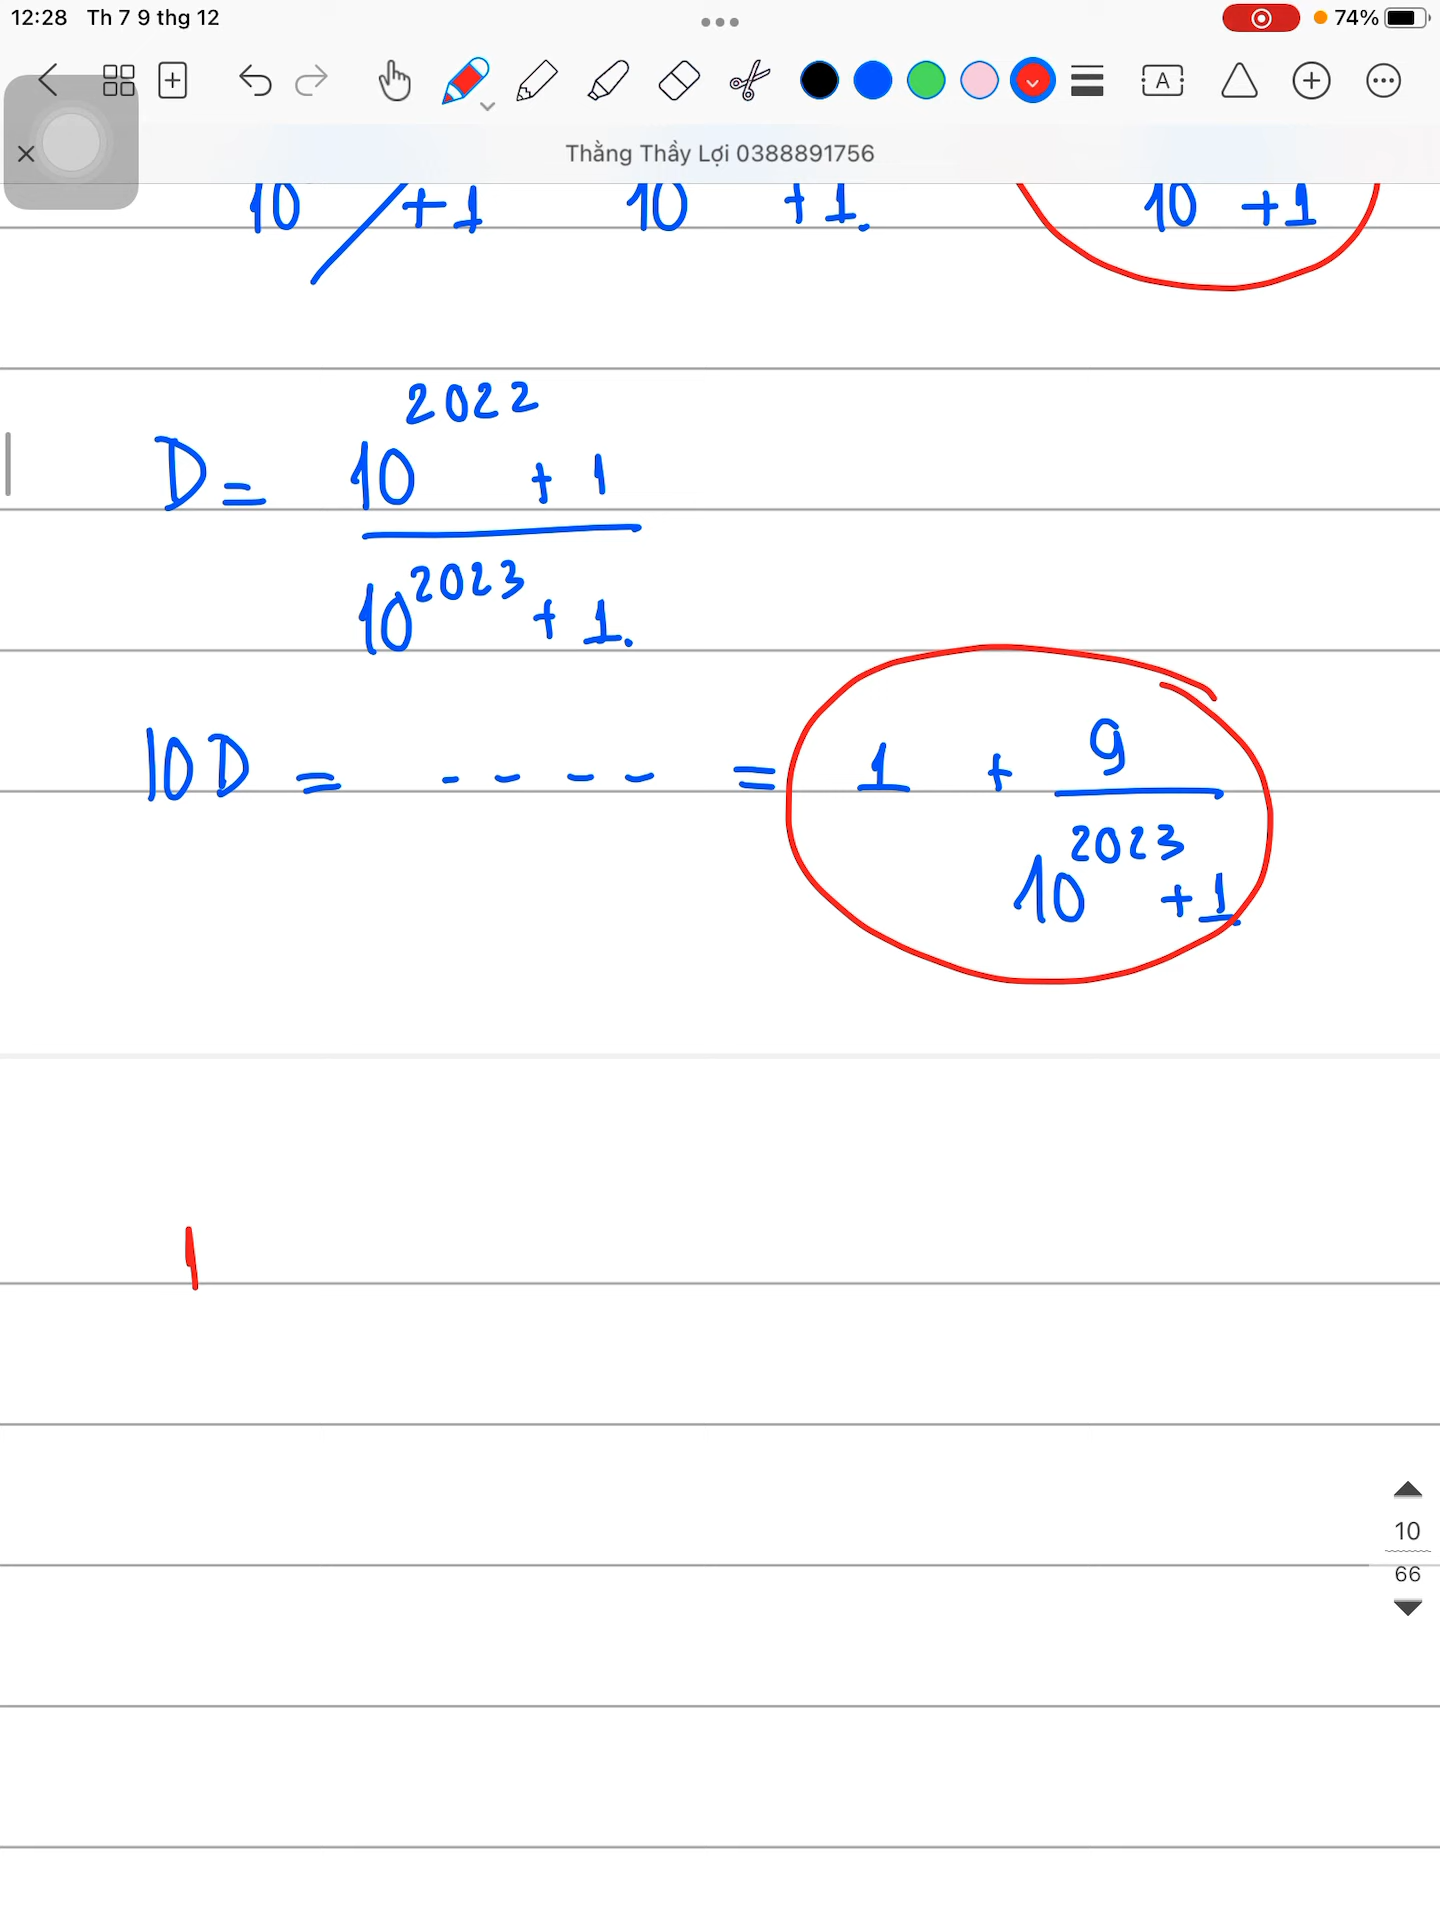 12:28 Th 7 9 thg 12 74%
A
Thằng Thầy Lợi 0388891756
10 +1 10 +1. 10 +1
2022
D = 10 + 1
10 2023 + 1.
10D = - - - - = 1 + 9
2023
10 +1
1
10
66